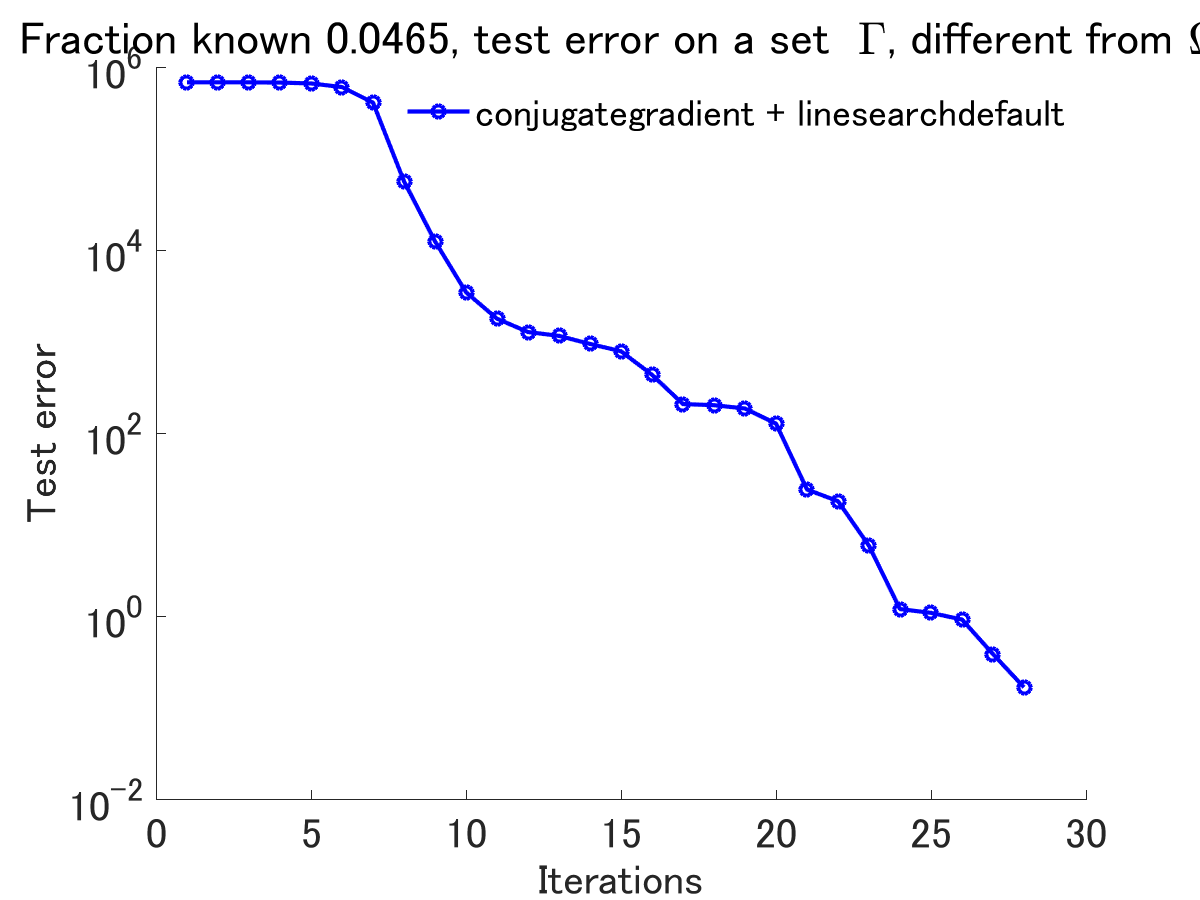 Fraction known 0.0465, test error on a set Γ, different from
10^6
conjugategradient + linesearchdefault
10^4
Test error
10^2
10^0
10^-2
0 5 10 15 20 25 30
Iterations